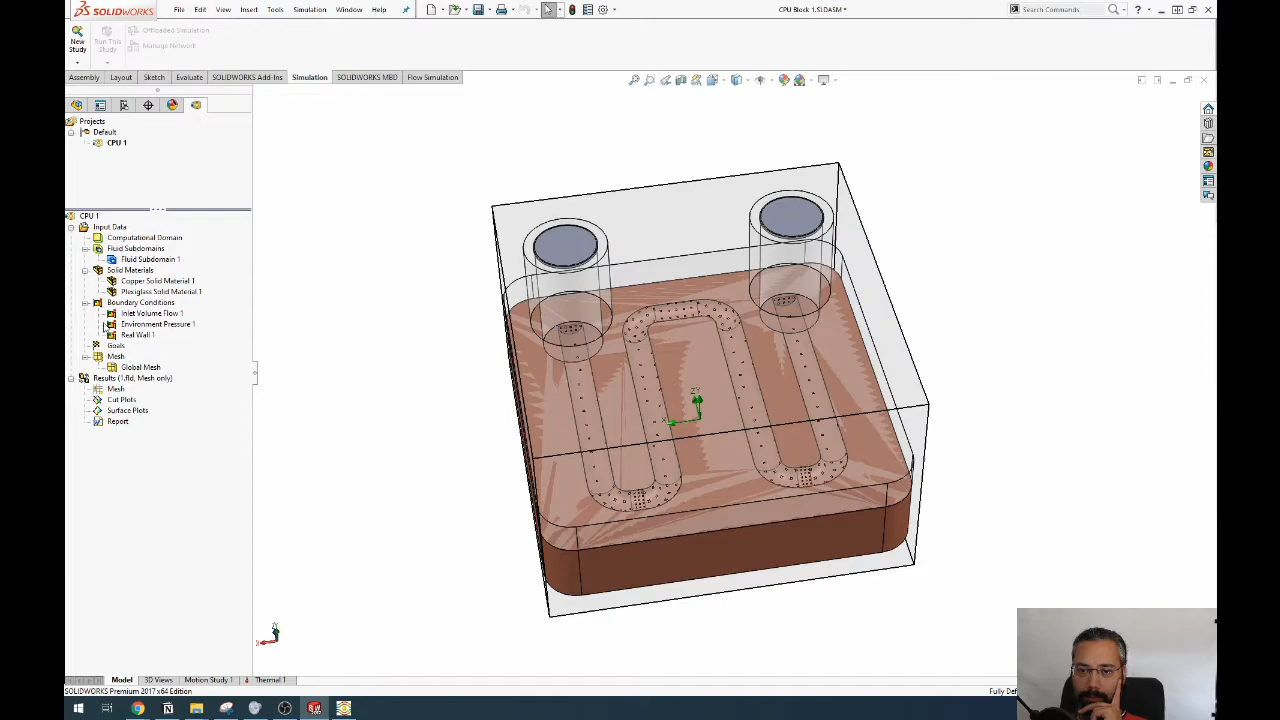 SOLIDWORKS File Edit View Insert Tools Simulation Window Help CPU Block 1.SLDASM * Search Commands
New Study
Run This Study
Offloaded Simulation
Manage Network
Assembly Layout Sketch Evaluate SOLIDWORKS Add-Ins Simulation SOLIDWORKS MBD Flow Simulation
Projects
Default
CPU 1
CPU 1
Input Data
Computational Domain
Fluid Subdomains
Fluid Subdomain 1
Solid Materials
Copper Solid Material 1
Plexiglass Solid Material 1
Boundary Conditions
Inlet Volume Flow 1
Environment Pressure 1
Real Wall 1
Goals
Mesh
Global Mesh
Results (1.fld, Mesh only)
Mesh
Cut Plots
Surface Plots
Report
Model 3D Views Motion Study 1 Thermal 1
SOLIDWORKS Premium 2017 x64 Edition Fully Def